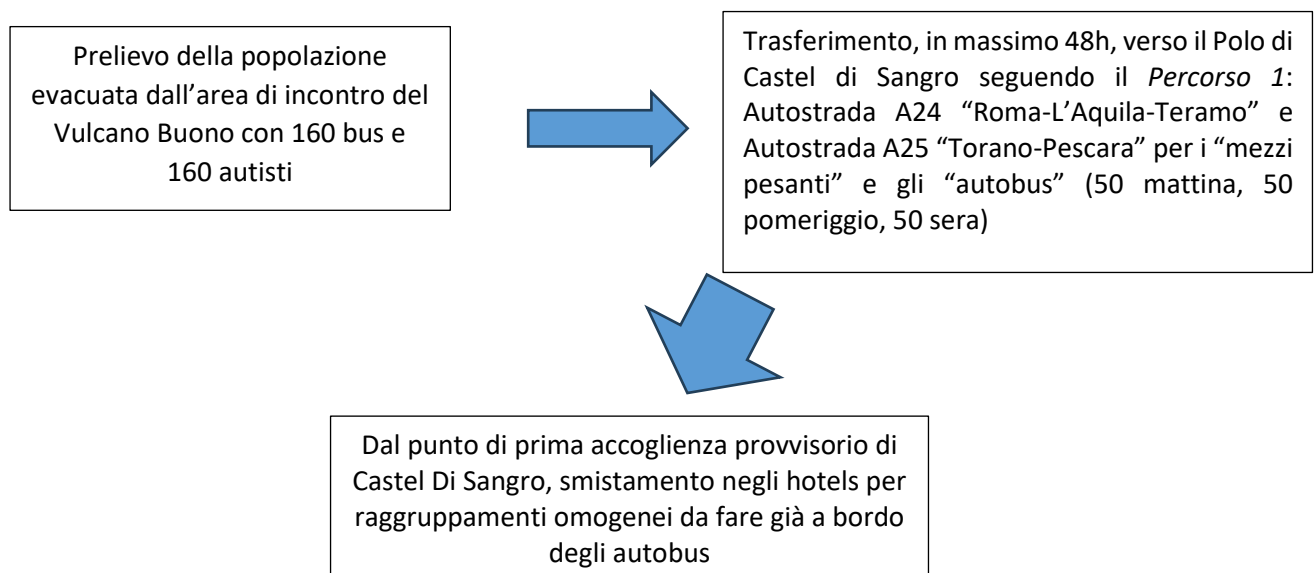 Prelievo della popolazione
evacuata dall'area di incontro del
Vulcano Buono con 160 bus e
160 autisti
Trasferimento, in massimo 48h, verso il Polo di
Castel di Sangro seguendo il Percorso 1:
Autostrada A24 “Roma-L'Aquila-Teramo” e
Autostrada A25 “Torano-Pescara” per i “mezzi
pesanti” e gli “autobus” (50 mattina, 50
pomeriggio, 50 sera)
Dal punto di prima accoglienza provvisorio di
Castel Di Sangro, smistamento negli hotels per
raggruppamenti omogenei da fare già a bordo
degli autobus